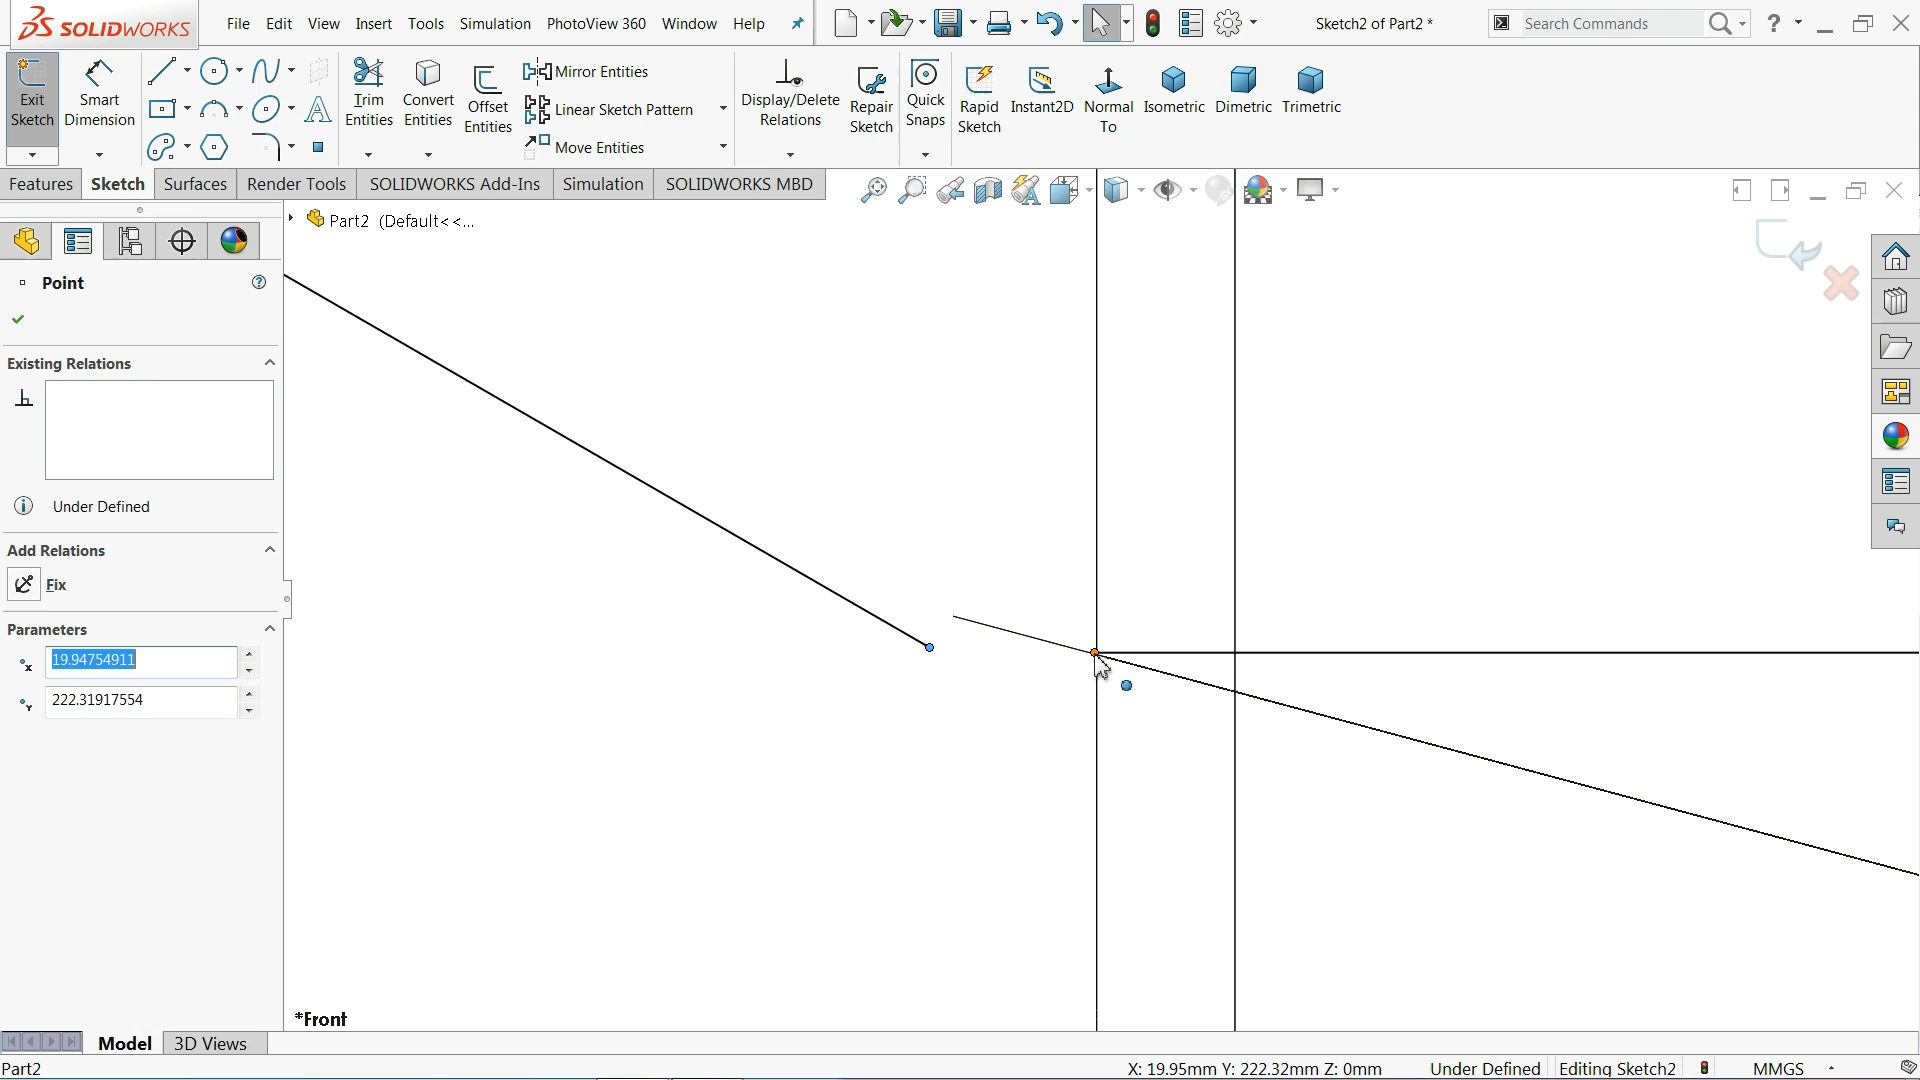 SOLIDWORKS
File Edit View Insert Tools Simulation PhotoView 360 Window Help
Sketch2 of Part2 *
Search Commands
Exit Sketch
Smart Dimension
Trim Entities
Convert Entities
Offset Entities
Mirror Entities
Linear Sketch Pattern
Move Entities
Display/Delete Relations
Repair Sketch
Quick Snaps
Rapid Sketch
Instant2D
Normal To
Isometric
Dimetric
Trimetric
Features Sketch Surfaces Render Tools SOLIDWORKS Add-Ins Simulation SOLIDWORKS MBD
Part2 (Default<<...
Point
Existing Relations
Under Defined
Add Relations
Fix
Parameters
19.94754911
222.31917554
*Front
Model 3D Views
Part2
X: 19.95mm Y: 222.32mm Z: 0mm
Under Defined
Editing Sketch2
MMGS